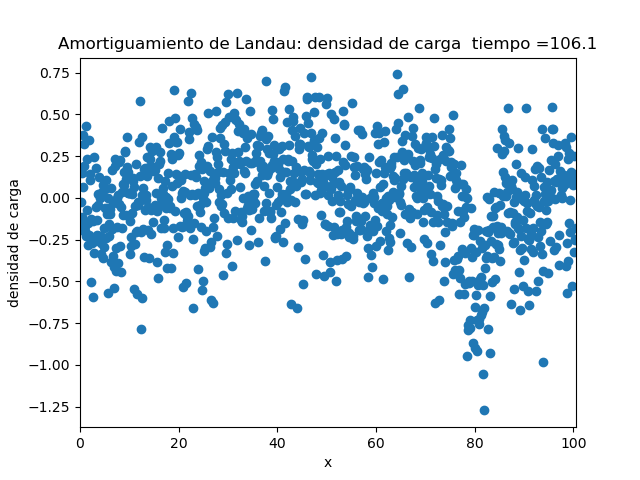 Amortiguamiento de Landau: densidad de carga  tiempo =106.1
0.75
0.50
0.25
0.00
−0.25
−0.50
−0.75
−1.00
−1.25
densidad de carga
0 20 40 60 80 100
x